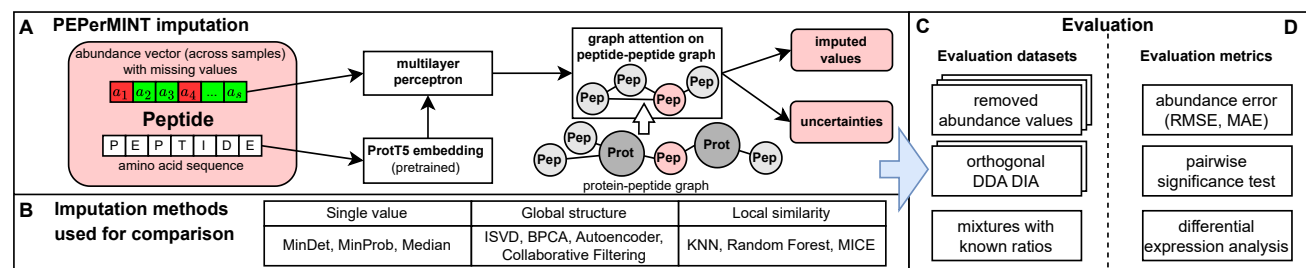 A PEPerMINT imputation
abundance vector (across samples)
with missing values
a1 a2 a3 a4 ... as
Peptide
P E P T I D E
amino acid sequence
multilayer
perceptron
ProtT5 embedding
(pretrained)
graph attention on
peptide-peptide graph
Pep
Pep
Pep
Pep
Pep
Pep
Prot
Pep
Prot
Pep
protein-peptide graph
imputed
values
uncertainties
B Imputation methods
used for comparison
Single value Global structure Local similarity
MinDet, MinProb, Median
ISVD, BPCA, Autoencoder,
Collaborative Filtering
KNN, Random Forest, MICE
C Evaluation D
Evaluation datasets
removed
abundance values
orthogonal
DDA DIA
mixtures with
known ratios
Evaluation metrics
abundance error
(RMSE, MAE)
pairwise
significance test
differential
expression analysis